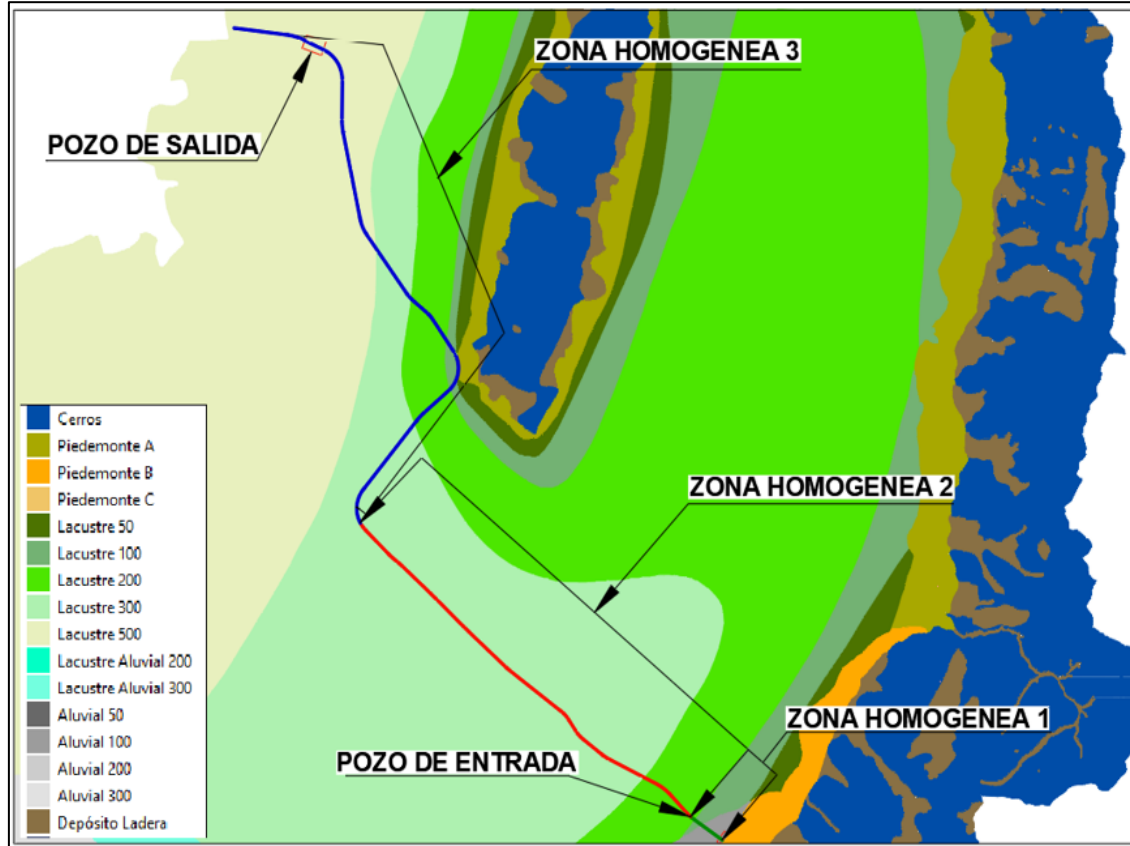 ZONA HOMOGENEA 3
POZO DE SALIDA
Cerros
Piedemonte A
Piedemonte B
Piedemonte C
Lacustre 50
Lacustre 100
Lacustre 200
Lacustre 300
Lacustre 500
Lacustre Aluvial 200
Lacustre Aluvial 300
Aluvial 50
Aluvial 100
Aluvial 200
Aluvial 300
Depósito Ladera
ZONA HOMOGENEA 2
ZONA HOMOGENEA 1
POZO DE ENTRADA